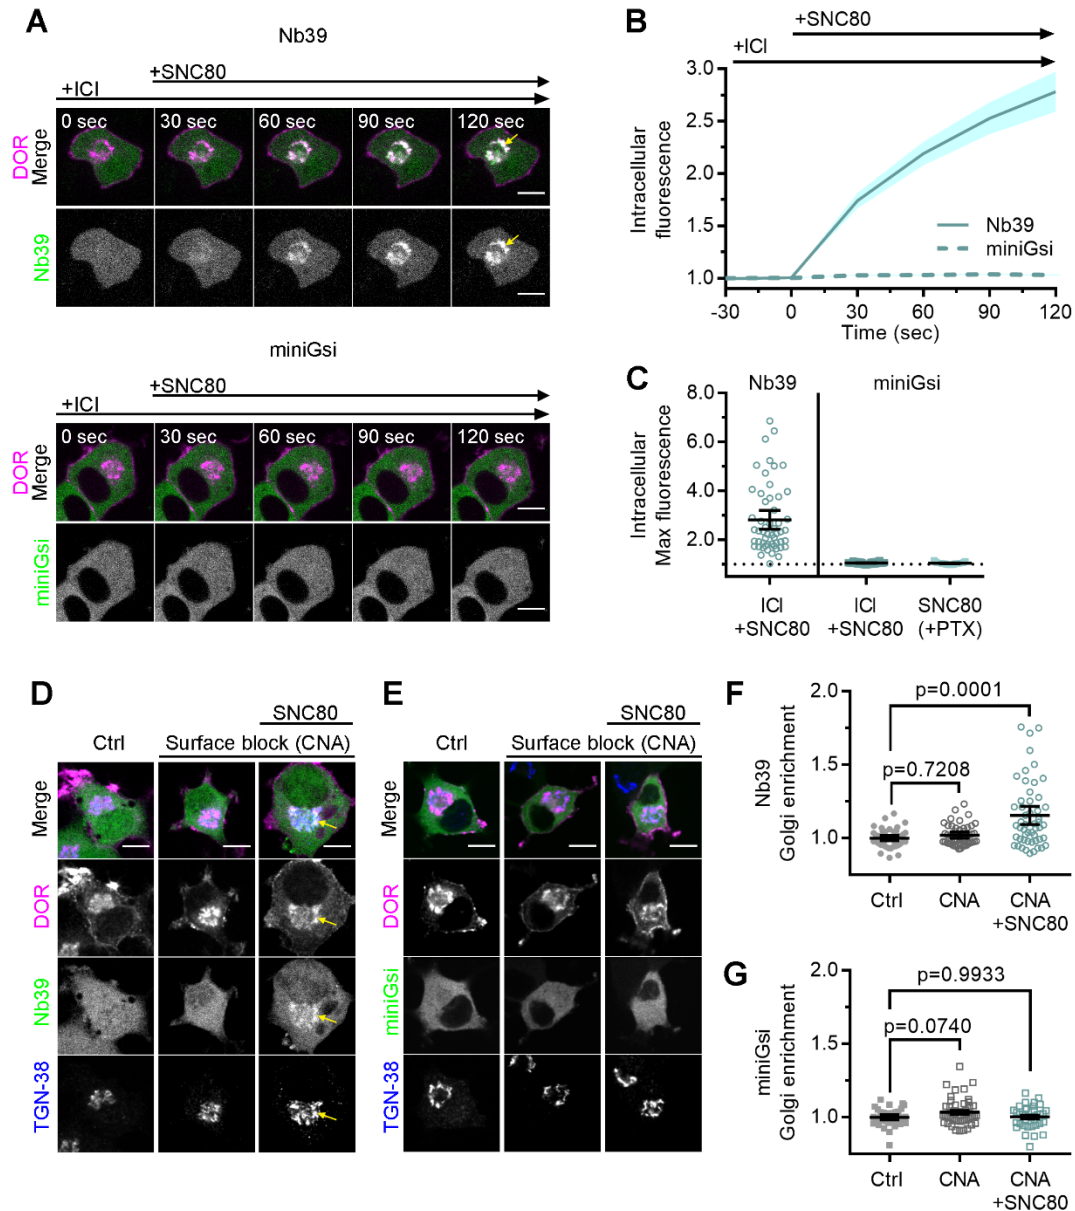 A
Nb39
+SNC80
+ICI
0 sec 30 sec 60 sec 90 sec 120 sec
DOR
Merge
Nb39
miniGsi
+SNC80
+ICI
0 sec 30 sec 60 sec 90 sec 120 sec
DOR
Merge
miniGsi
B
+SNC80
+ICI
Intracellular
fluorescence
3.0
2.5
2.0
1.5
1.0
Nb39
miniGsi
-30 0 30 60 90 120
Time (sec)
C
Nb39 miniGsi
Intracellular
Max fluorescence
8.0
6.0
4.0
2.0
ICI
+SNC80
ICI
+SNC80
SNC80
(+PTX)
D
SNC80
Ctrl Surface block (CNA)
Merge
DOR
Nb39
TGN-38
E
SNC80
Ctrl Surface block (CNA)
Merge
DOR
miniGsi
TGN-38
F
Nb39
Golgi enrichment
2.0
1.5
1.0
p=0.0001
p=0.7208
Ctrl CNA CNA
+SNC80
G
miniGsi
Golgi enrichment
2.0
1.5
1.0
p=0.9933
p=0.0740
Ctrl CNA CNA
+SNC80